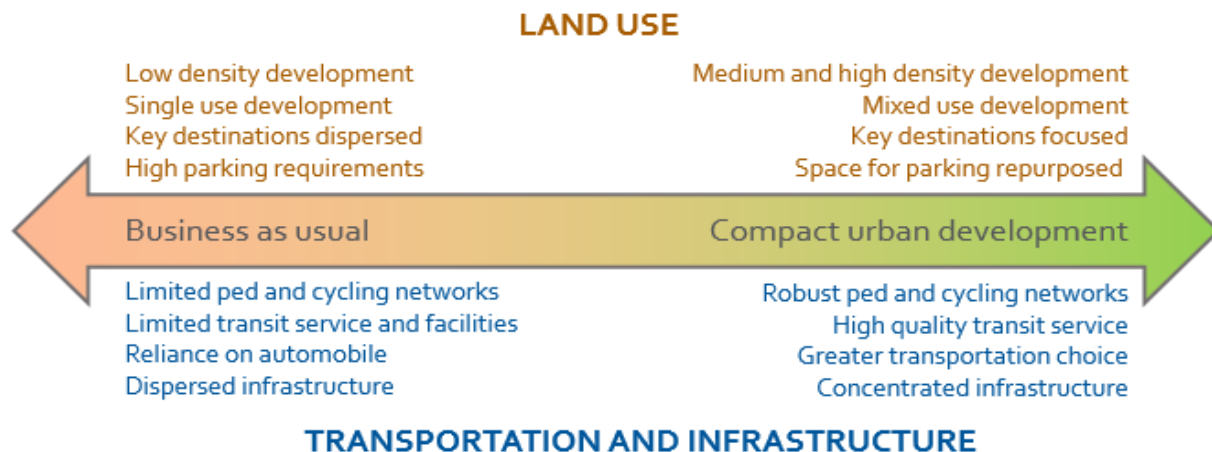 LAND USE
Low density development
Single use development
Key destinations dispersed
High parking requirements
Medium and high density development
Mixed use development
Key destinations focused
Space for parking repurposed
Business as usual
Compact urban development
Limited ped and cycling networks
Limited transit service and facilities
Reliance on automobile
Dispersed infrastructure
Robust ped and cycling networks
High quality transit service
Greater transportation choice
Concentrated infrastructure
TRANSPORTATION AND INFRASTRUCTURE